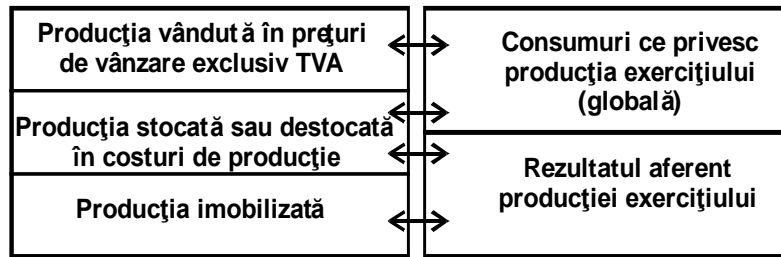 Producţia vândută în preţuri
de vânzare exclusiv TVA
Producţia stocată sau destocată
în costuri de producţie
Producţia imobilizată
Consumuri ce privesc
producţia exerciţiului
(globală)
Rezultatul aferent
producţiei exerciţiului